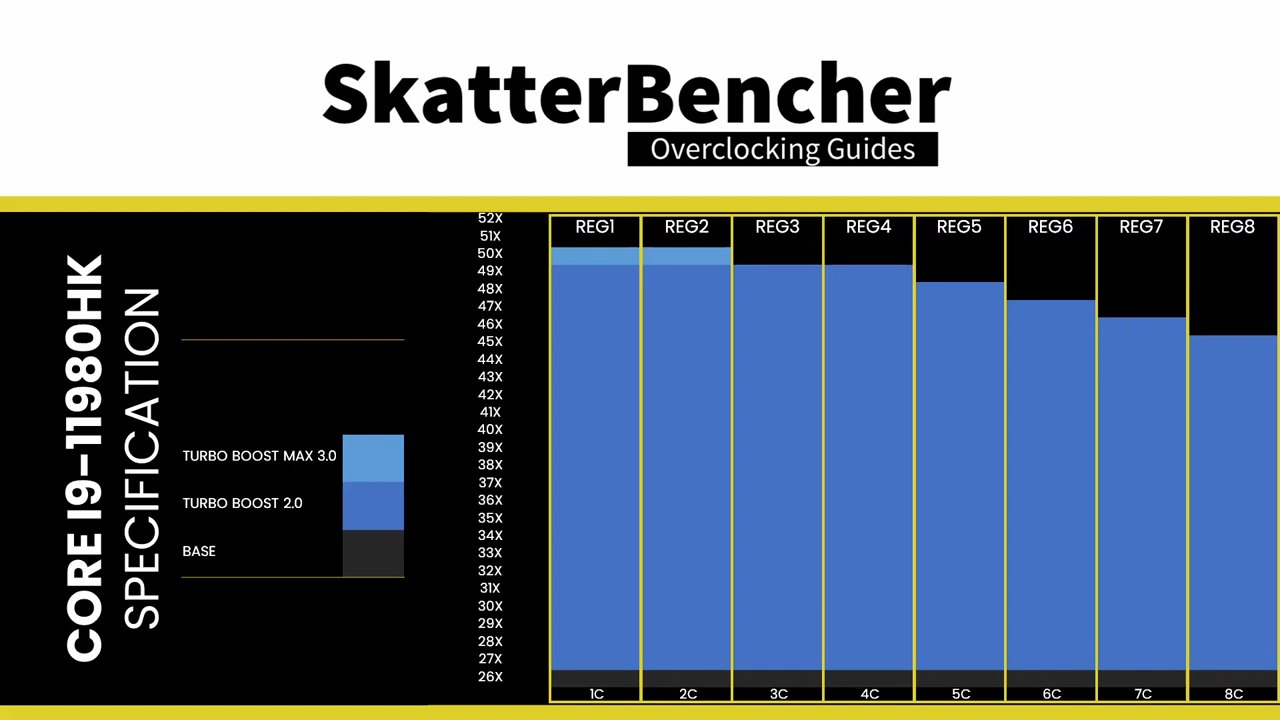 SkatterBencher
Overclocking Guides
CORE I9-11980HK
SPECIFICATION
TURBO BOOST MAX 3.0
TURBO BOOST 2.0
BASE
52X
51X
50X
49X
48X
47X
46X
45X
44X
43X
42X
41X
40X
39X
38X
37X
36X
35X
34X
33X
32X
31X
30X
29X
28X
27X
26X
REG1 REG2 REG3 REG4 REG5 REG6 REG7 REG8
1C 2C 3C 4C 5C 6C 7C 8C